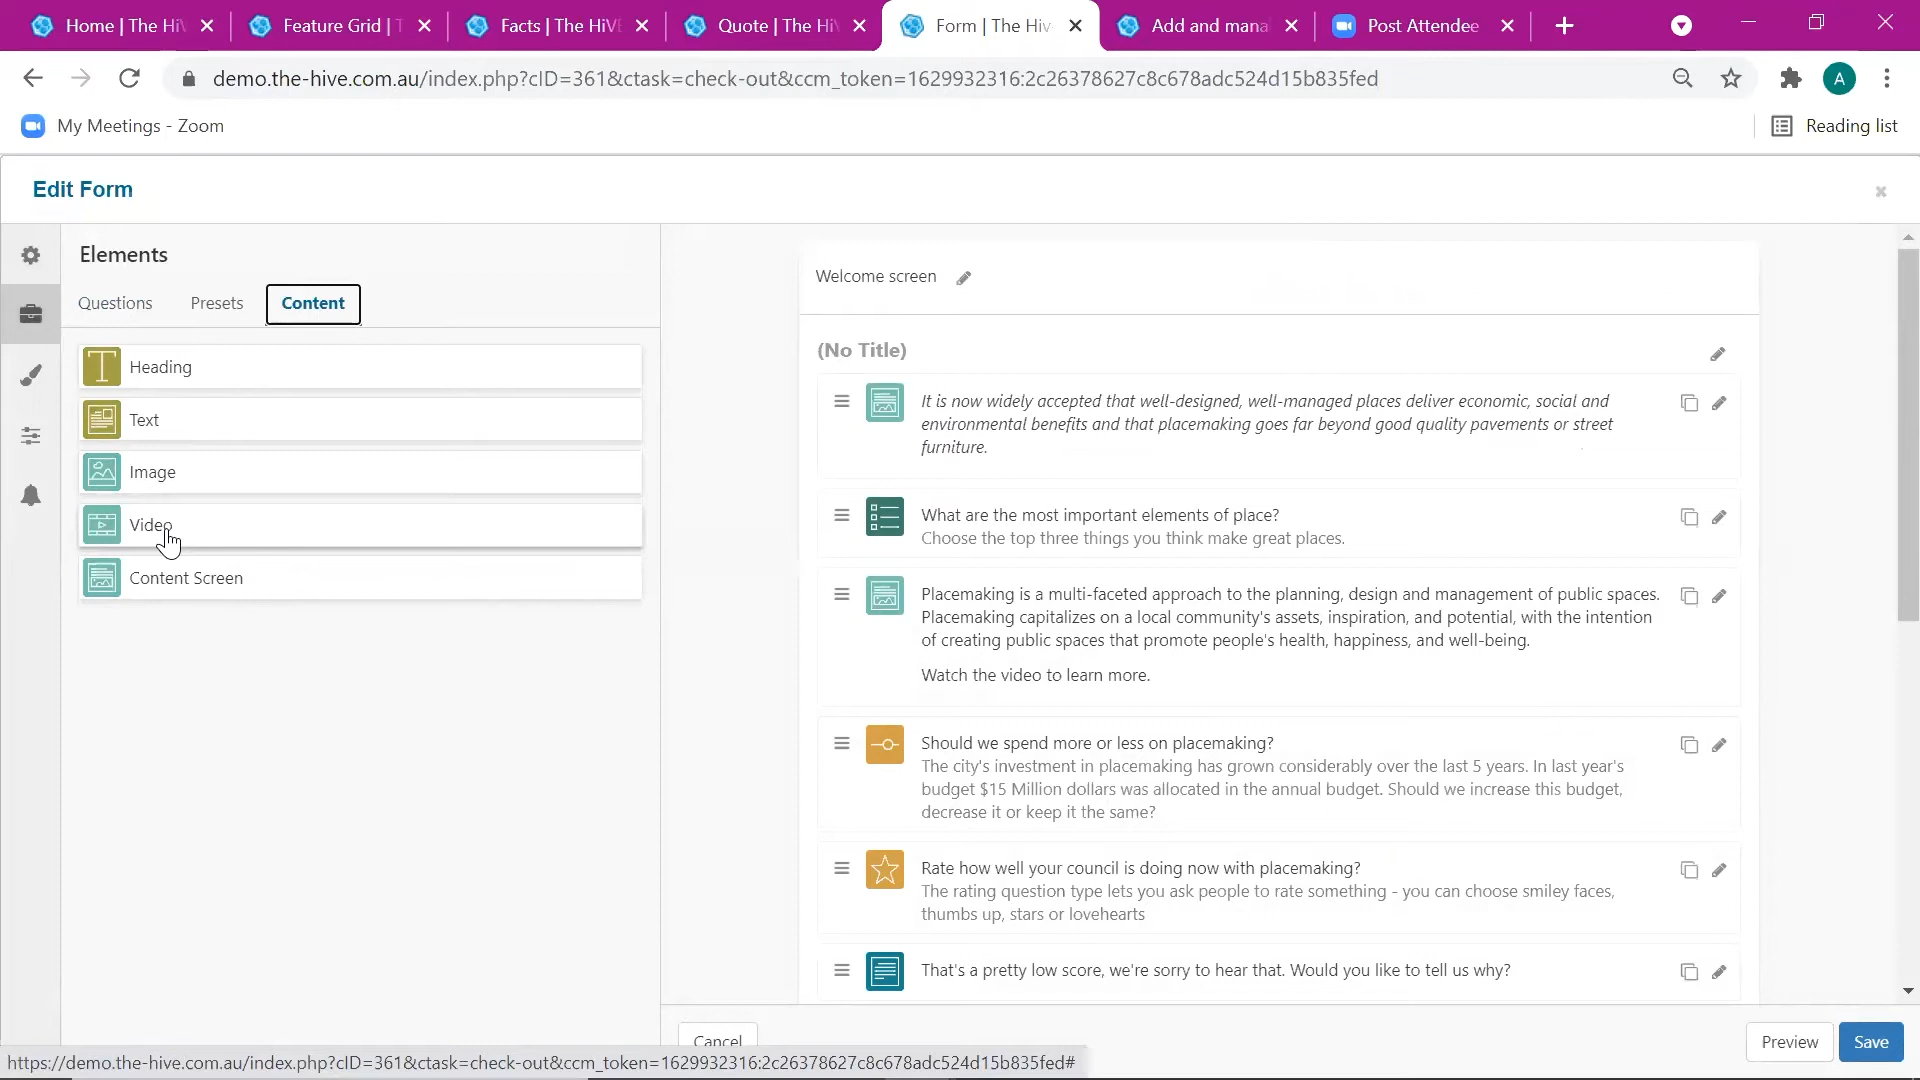 Home | The Hi
Feature Grid | T
Facts | The HiVE
Quote | The Hi
Form | The Hiv
Add and mana
Post Attendee
demo.the-hive.com.au/index.php?cID=361&ctask=check-out&ccm_token=1629932316:2c26378627c8c678adc524d15b835fed
A
My Meetings - Zoom
Reading list
Edit Form
Elements
Questions
Presets
Content
Heading
Text
Image
Video
Content Screen
Welcome screen
(No Title)
It is now widely accepted that well-designed, well-managed places deliver economic, social and
environmental benefits and that placemaking goes far beyond good quality pavements or street
furniture.
What are the most important elements of place?
Choose the top three things you think make great places.
Placemaking is a multi-faceted approach to the planning, design and management of public spaces.
Placemaking capitalizes on a local community's assets, inspiration, and potential, with the intention
of creating public spaces that promote people's health, happiness, and well-being.
Watch the video to learn more.
Should we spend more or less on placemaking?
The city's investment in placemaking has grown considerably over the last 5 years. In last year's
budget $15 Million dollars was allocated in the annual budget. Should we increase this budget,
decrease it or keep it the same?
Rate how well your council is doing now with placemaking?
The rating question type lets you ask people to rate something - you can choose smiley faces,
thumbs up, stars or lovehearts
That's a pretty low score, we're sorry to hear that. Would you like to tell us why?
Cancel
Preview
Save
https://demo.the-hive.com.au/index.php?cID=361&ctask=check-out&ccm_token=1629932316:2c26378627c8c678adc524d15b835fed#